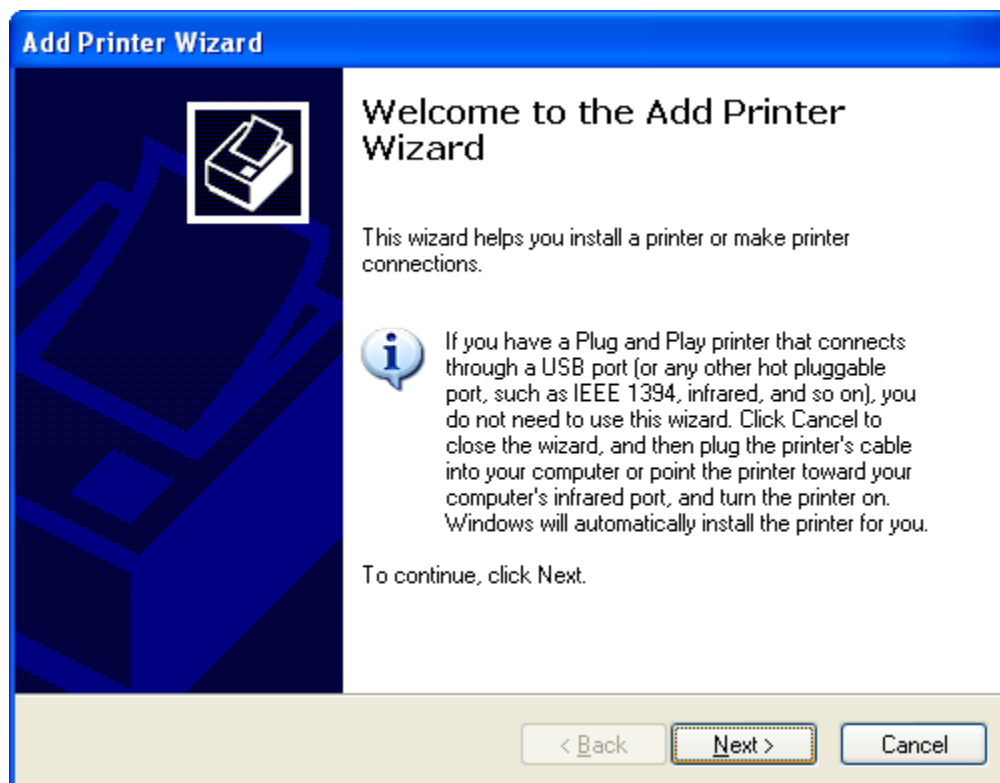 Add Printer Wizard
Welcome to the Add Printer
Wizard
This wizard helps you install a printer or make printer
connections.
If you have a Plug and Play printer that connects
through a USB port (or any other hot pluggable
port, such as IEEE 1394, infrared, and so on), you
do not need to use this wizard. Click Cancel to
close the wizard, and then plug the printer's cable
into your computer or point the printer toward your
computer's infrared port, and turn the printer on.
Windows will automatically install the printer for you.
To continue, click Next.
< Back Next > Cancel